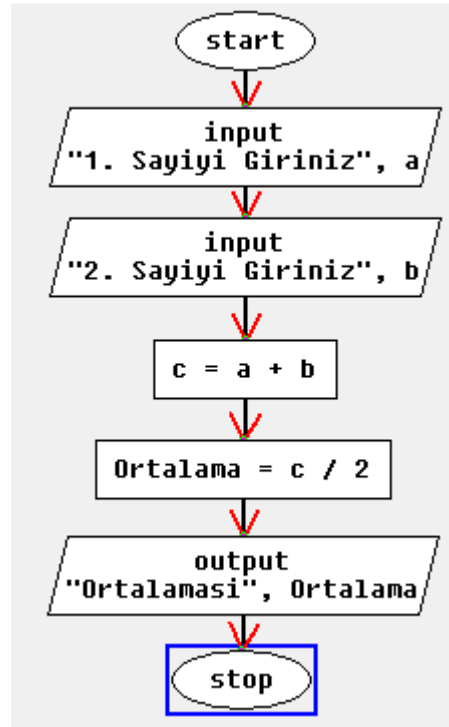 start
input
"1. Sayiyi Giriniz", a
input
"2. Sayiyi Giriniz", b
c = a + b
Ortalama = c / 2
output
"Ortalamasi", Ortalama
stop